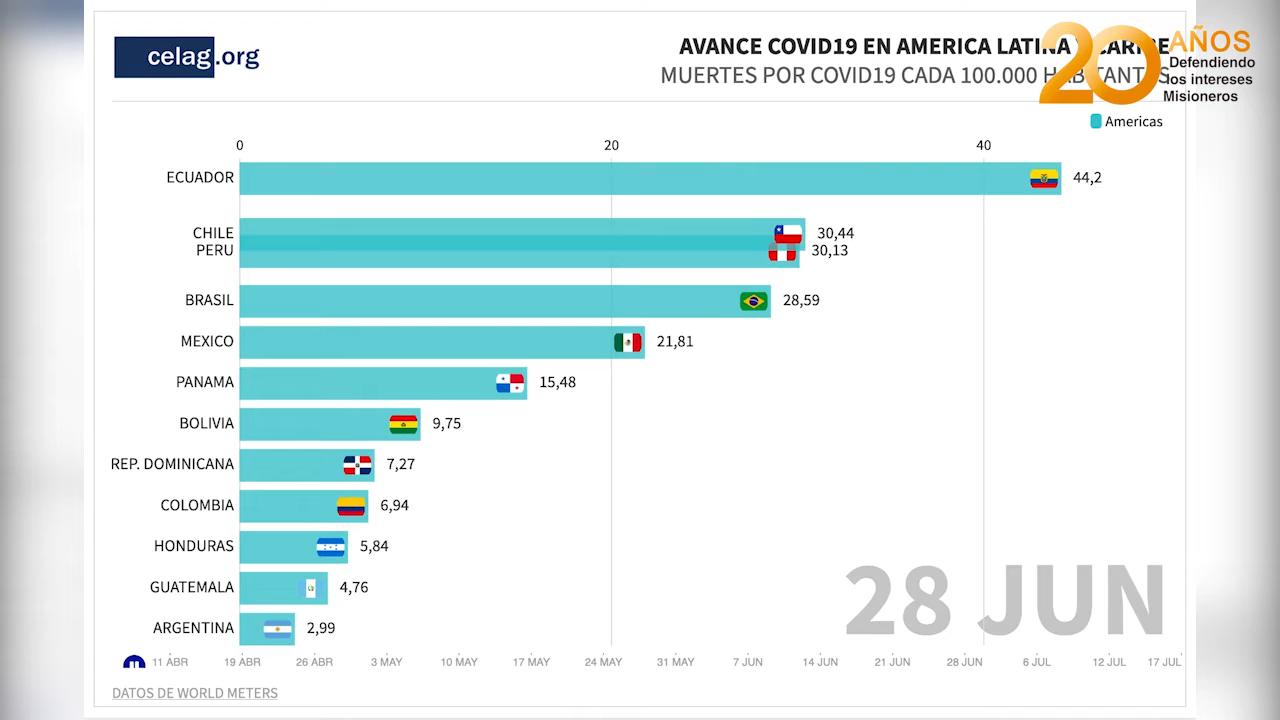 celag.org
AVANCE COVID19 EN AMERICA LATINA Y CARIBE
MUERTES POR COVID19 CADA 100.000 HABITANTES
20 AÑOS
Defendiendo
los intereses
Misioneros
Americas
0 20 40
ECUADOR 44,2
CHILE 30,44
PERU 30,13
BRASIL 28,59
MEXICO 21,81
PANAMA 15,48
BOLIVIA 9,75
REP. DOMINICANA 7,27
COLOMBIA 6,94
HONDURAS 5,84
GUATEMALA 4,76
ARGENTINA 2,99
28 JUN
11 ABR 19 ABR 26 ABR 3 MAY 10 MAY 17 MAY 24 MAY 31 MAY 7 JUN 14 JUN 21 JUN 28 JUN 6 JUL 12 JUL 17 JUL
DATOS DE WORLD METERS